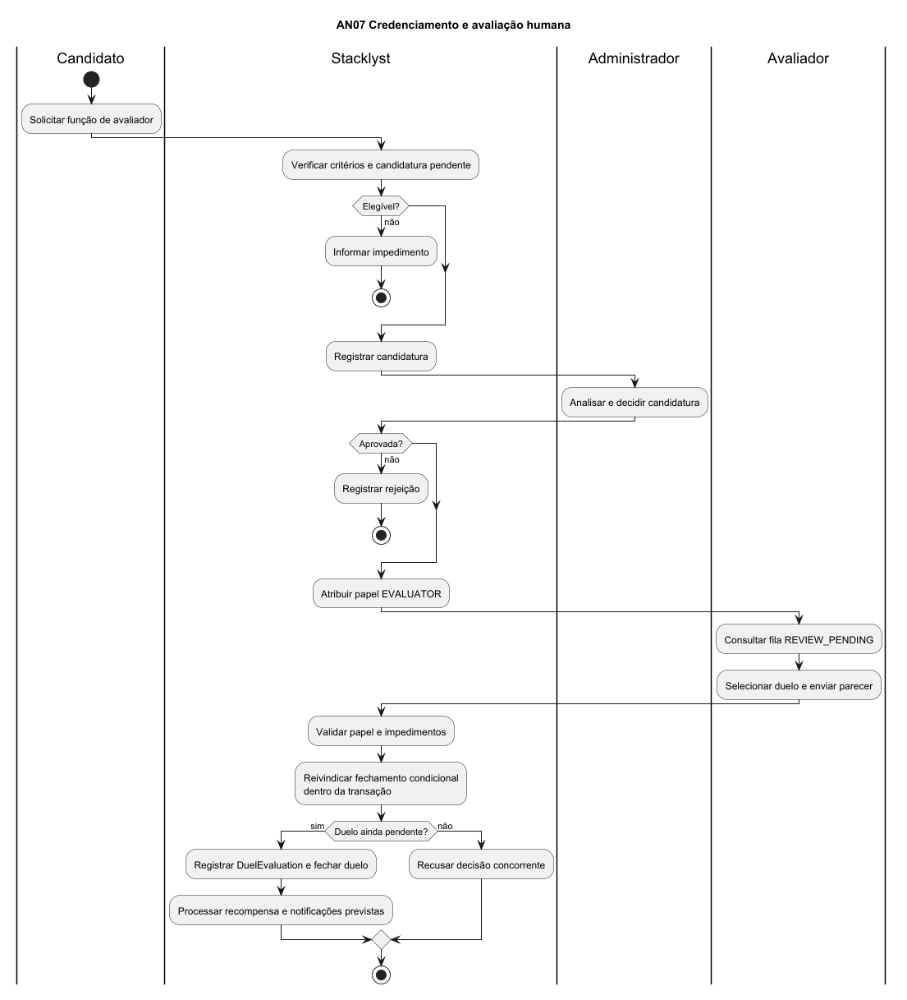 AN07 Credenciamento e avaliação humana
Candidato
Stacklyst
Administrador
Avaliador
Solicitar função de avaliador
Verificar critérios e candidatura pendente
Elegível?
não
Informar impedimento
Registrar candidatura
Analisar e decidir candidatura
Aprovada?
não
Registrar rejeição
Atribuir papel EVALUATOR
Consultar fila REVIEW_PENDING
Selecionar duelo e enviar parecer
Validar papel e impedimentos
Reivindicar fechamento condicional
dentro da transação
sim
Duelo ainda pendente?
não
Registrar DuelEvaluation e fechar duelo
Recusar decisão concorrente
Processar recompensa e notificações previstas